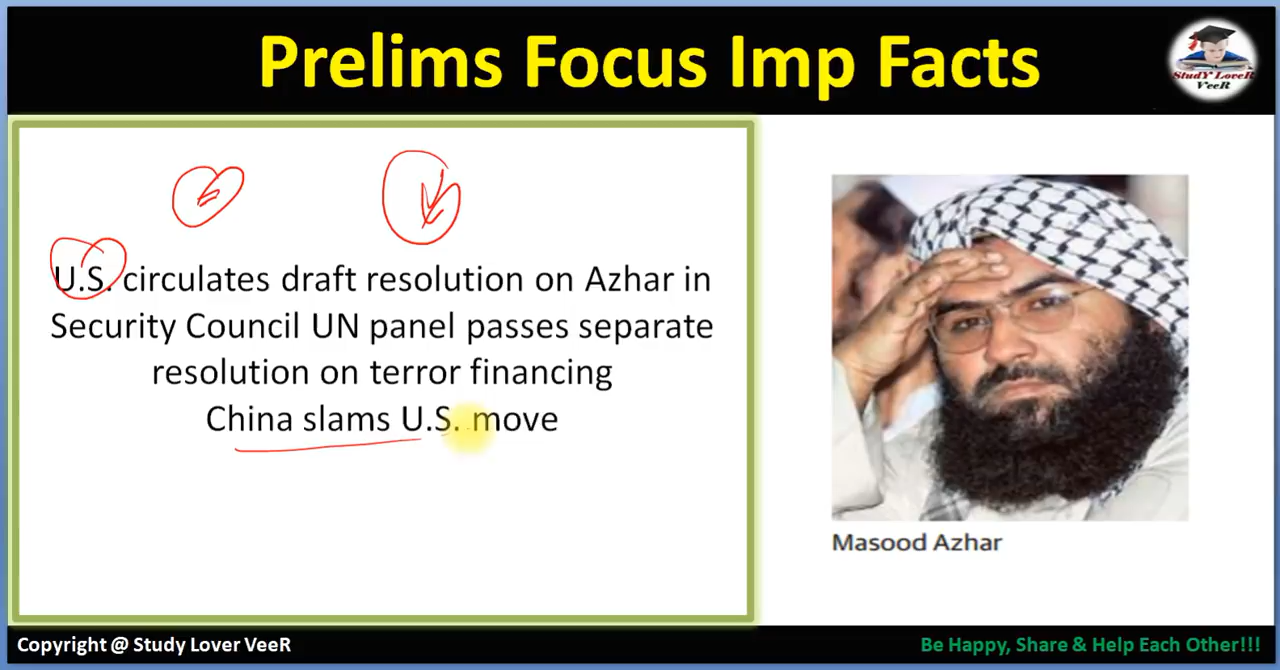 Prelims Focus Imp Facts
StudY LoveR
VeeR
U.S. circulates draft resolution on Azhar in
Security Council UN panel passes separate
resolution on terror financing
China slams U.S. move
Masood Azhar
Copyright @ Study Lover VeeR
Be Happy, Share & Help Each Other!!!